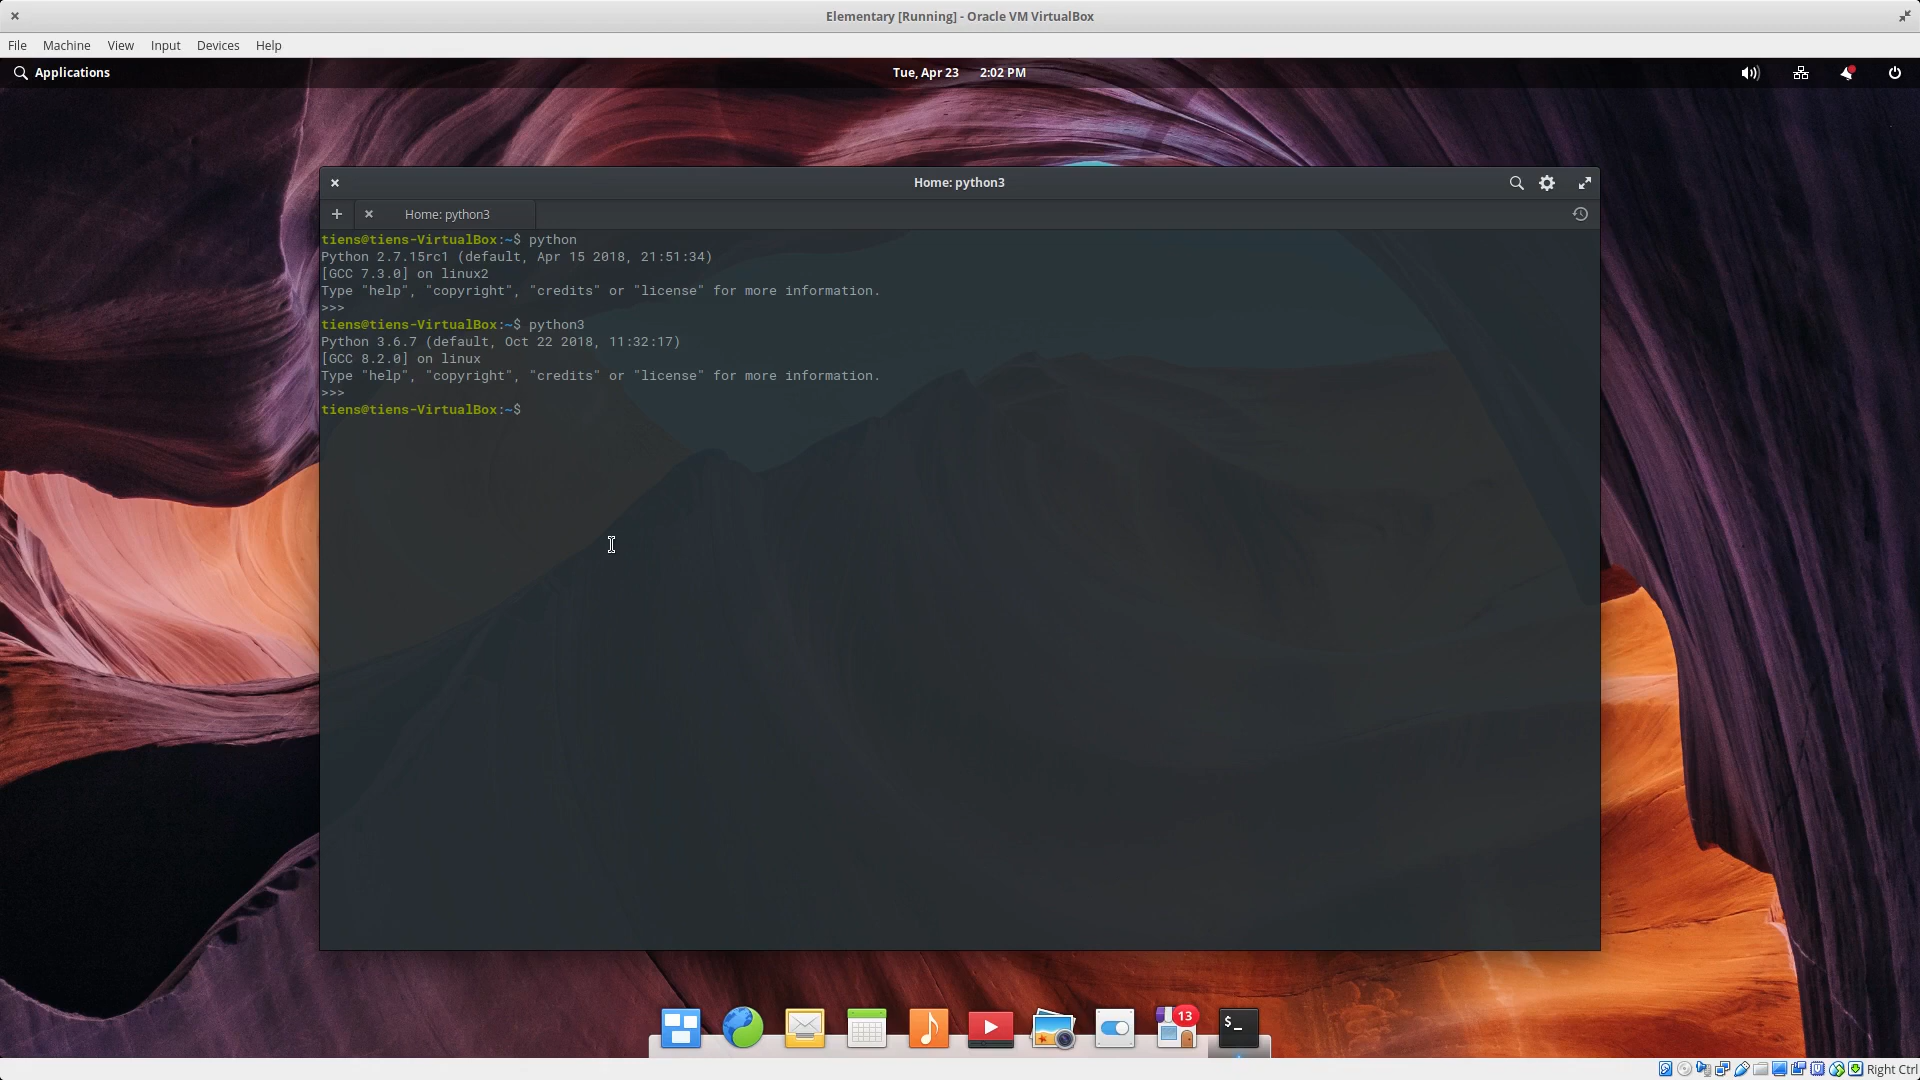 Elementary [Running] - Oracle VM VirtualBox
File Machine View Input Devices Help
Applications
Tue, Apr 23 2:02 PM
Home: python3
Home: python3
tiens@tiens-VirtualBox:~$ python
Python 2.7.15rc1 (default, Apr 15 2018, 21:51:34)
[GCC 7.3.0] on linux2
Type "help", "copyright", "credits" or "license" for more information.
>>>
tiens@tiens-VirtualBox:~$ python3
Python 3.6.7 (default, Oct 22 2018, 11:32:17)
[GCC 8.2.0] on linux
Type "help", "copyright", "credits" or "license" for more information.
>>>
tiens@tiens-VirtualBox:~$
13
$_
Right Ctrl